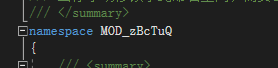 /// </summary>
namespace MOD_zBcTuQ
{
/// <summary>